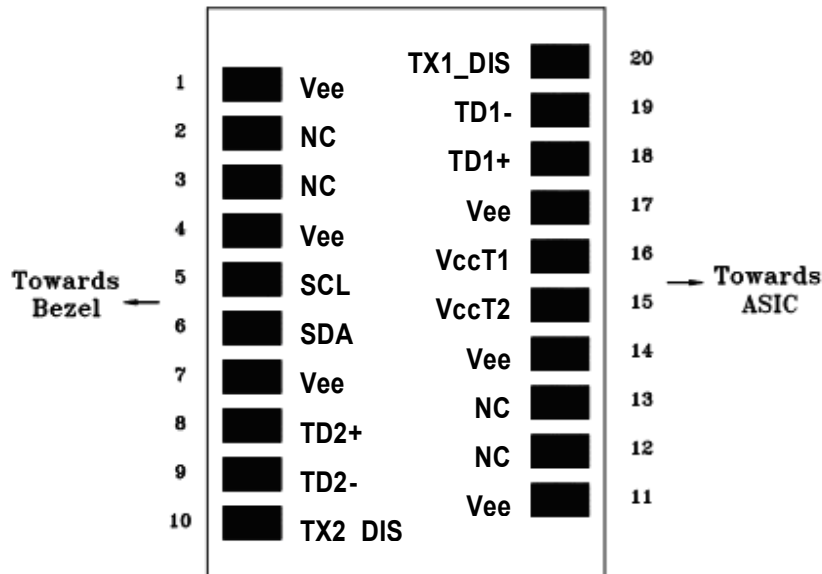 TX1_DIS 20
1 Vee
TD1- 19
2 NC
TD1+ 18
3 NC
Vee 17
4 Vee
VccT1 16
5 SCL
Towards
Bezel
Towards
ASIC
VccT2 15
6 SDA
Vee 14
7 Vee
NC 13
8 TD2+
NC 12
9 TD2-
Vee 11
10 TX2 DIS